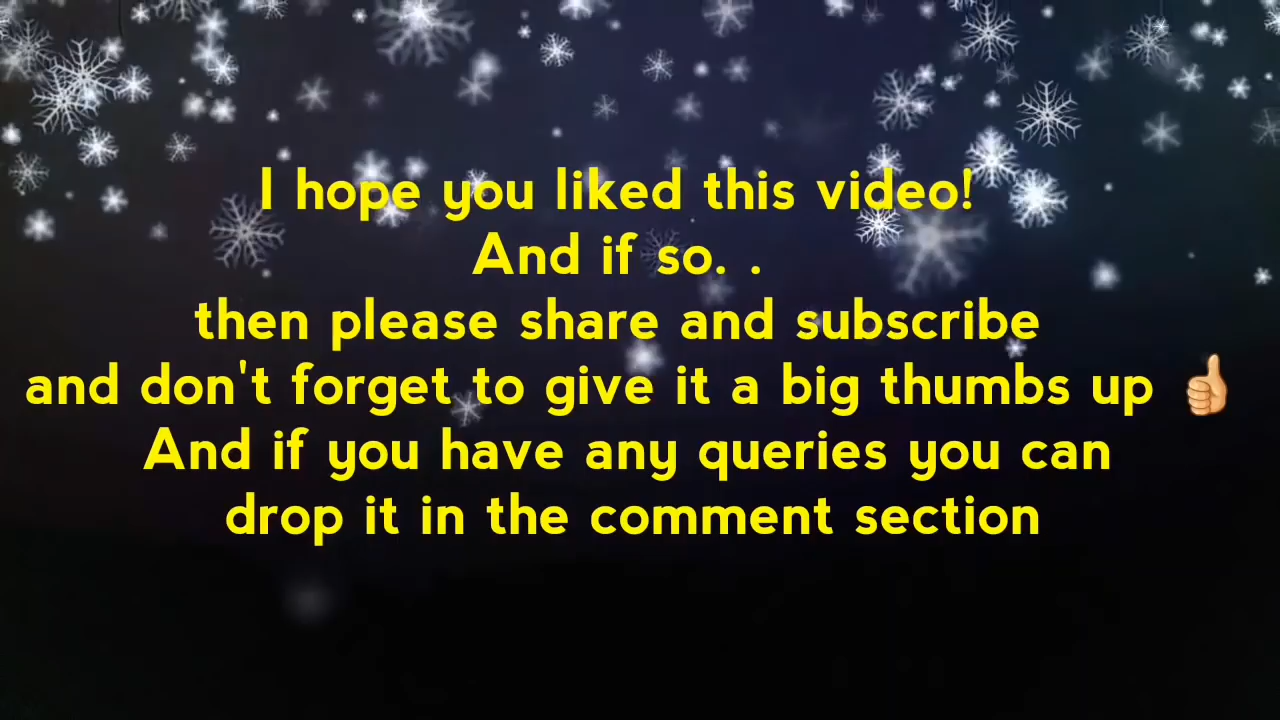 I hope you liked this video!
And if so. .
then please share and subscribe
and don't forget to give it a big thumbs up 👍
And if you have any queries you can
drop it in the comment section